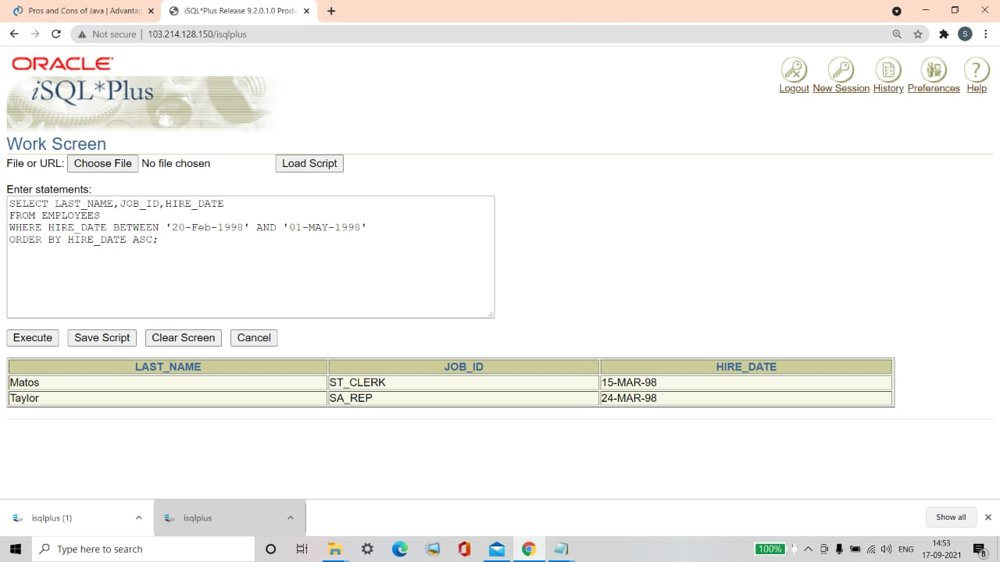 Pros and Cons of Java | Advantag
iSQL*Plus Release 9.2.0.1.0 Produ
Not secure | 103.214.128.150/isqlplus
S
ORACLE
iSQL*Plus
Logout New Session History Preferences Help
Work Screen
File or URL: Choose File No file chosen Load Script
Enter statements:
SELECT LAST_NAME,JOB_ID,HIRE_DATE
FROM EMPLOYEES
WHERE HIRE_DATE BETWEEN '20-Feb-1998' AND '01-MAY-1998'
ORDER BY HIRE_DATE ASC;
Execute Save Script Clear Screen Cancel
LAST_NAME JOB_ID HIRE_DATE
Matos ST_CLERK 15-MAR-98
Taylor SA_REP 24-MAR-98
isqlplus (1) isqlplus Show all
Type here to search 100% ENG 14:53
17-09-2021 8